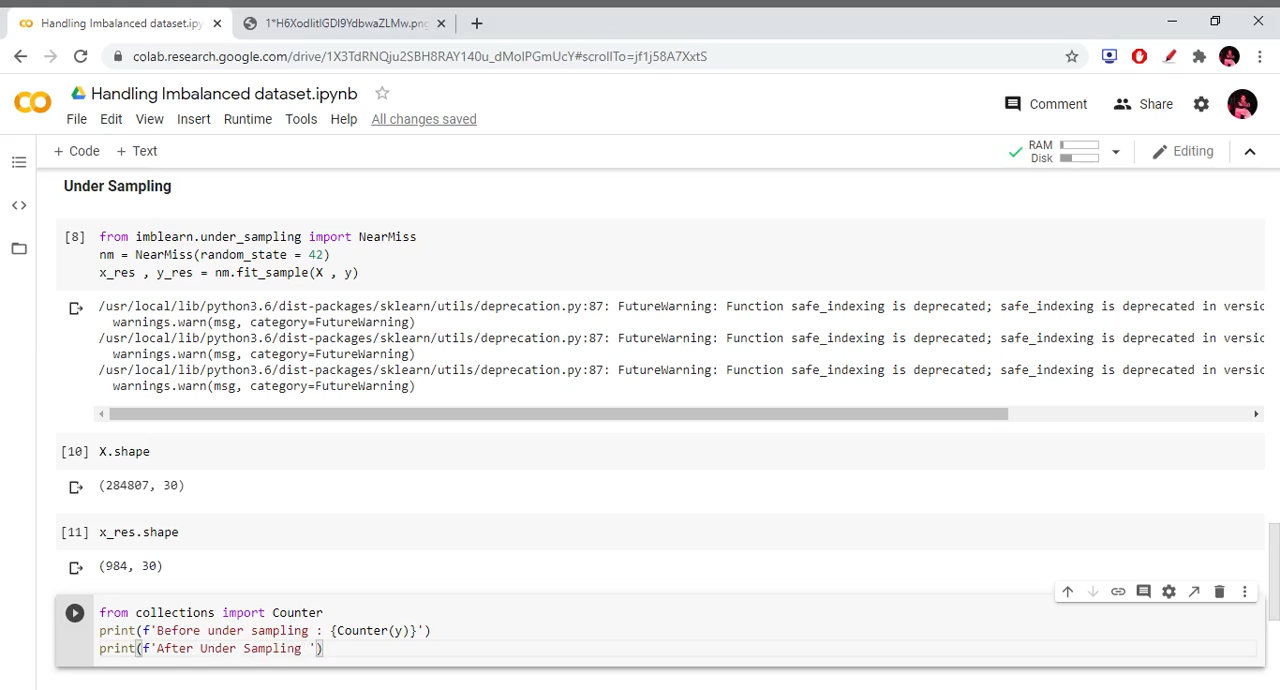 Handling Imbalanced dataset.ipy
1*H6XodIitlGDI9YdbwaZLMw.png
colab.research.google.com/drive/1X3TdRNQju2SBH8RAY140u_dMoIPGmUcY#scrollTo=jf1j58A7XxtS
Handling Imbalanced dataset.ipynb
Comment
Share
File Edit View Insert Runtime Tools Help All changes saved
+ Code + Text
RAM
Disk
Editing
Under Sampling
[8] from imblearn.under_sampling import NearMiss
nm = NearMiss(random_state = 42)
x_res , y_res = nm.fit_sample(X , y)
/usr/local/lib/python3.6/dist-packages/sklearn/utils/deprecation.py:87: FutureWarning: Function safe_indexing is deprecated; safe_indexing is deprecated in versic
warnings.warn(msg, category=FutureWarning)
/usr/local/lib/python3.6/dist-packages/sklearn/utils/deprecation.py:87: FutureWarning: Function safe_indexing is deprecated; safe_indexing is deprecated in versic
warnings.warn(msg, category=FutureWarning)
/usr/local/lib/python3.6/dist-packages/sklearn/utils/deprecation.py:87: FutureWarning: Function safe_indexing is deprecated; safe_indexing is deprecated in versic
warnings.warn(msg, category=FutureWarning)
[10] X.shape
(284807, 30)
[11] x_res.shape
(984, 30)
from collections import Counter
print(f'Before under sampling : {Counter(y)}')
print(f'After Under Sampling ')